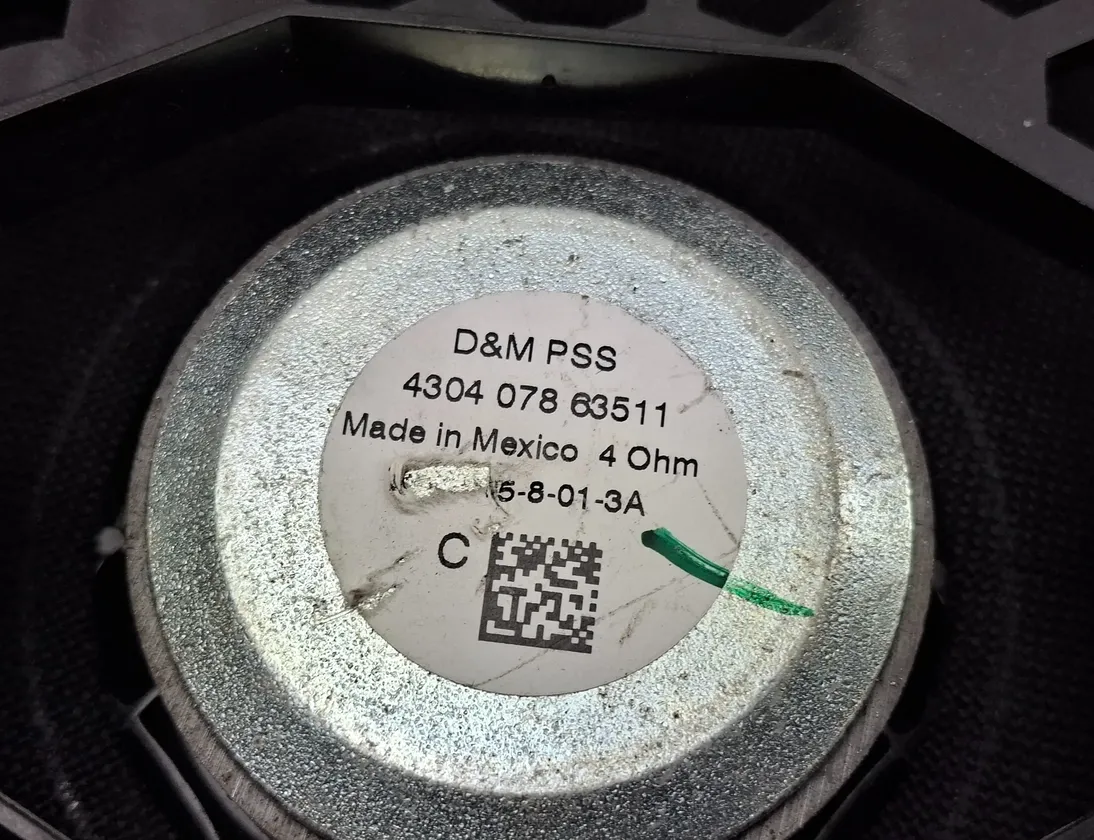 D&M PSS
4304 078 63511
Made in Mexico 4 Ohm
5-8-01-3A
C